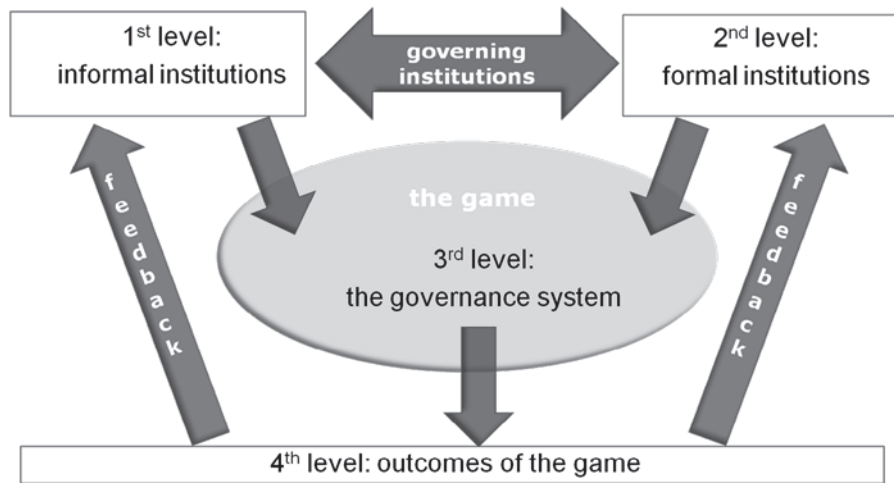 1st level:
informal institutions
governing
institutions
2nd level:
formal institutions
feedback
the game
3rd level:
the governance system
feedback
4th level: outcomes of the game